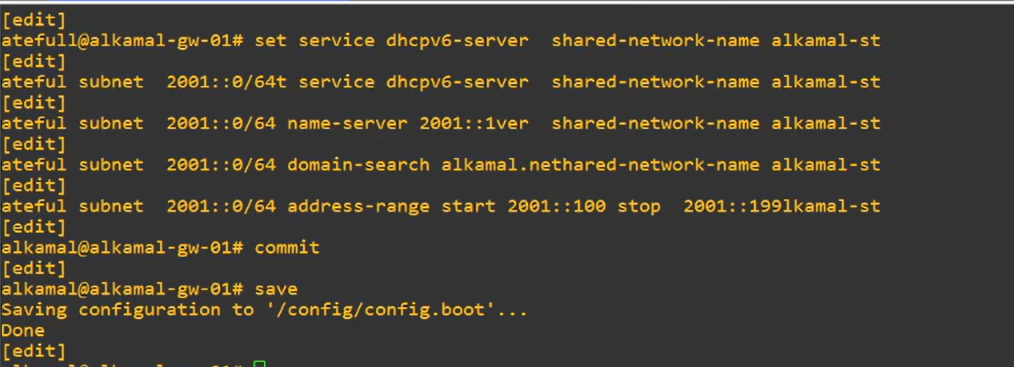 [edit]
atefull@alkamal-gw-01# set service dhcpv6-server  shared-network-name alkamal-st
[edit]
ateful subnet  2001::0/64t service dhcpv6-server  shared-network-name alkamal-st
[edit]
ateful subnet  2001::0/64 name-server 2001::1ver  shared-network-name alkamal-st
[edit]
ateful subnet  2001::0/64 domain-search alkamal.nethared-network-name alkamal-st
[edit]
ateful subnet  2001::0/64 address-range start 2001::100 stop  2001::199lkamal-st
[edit]
alkamal@alkamal-gw-01# commit
[edit]
alkamal@alkamal-gw-01# save
Saving configuration to '/config/config.boot'...
Done
[edit]